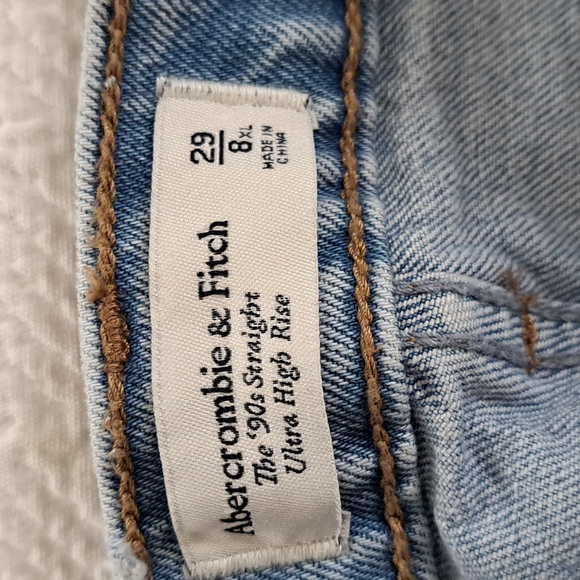 Abercrombie & Fitch
The '90s Straight
Ultra High Rise
29
8XL
MADE IN
CHINA